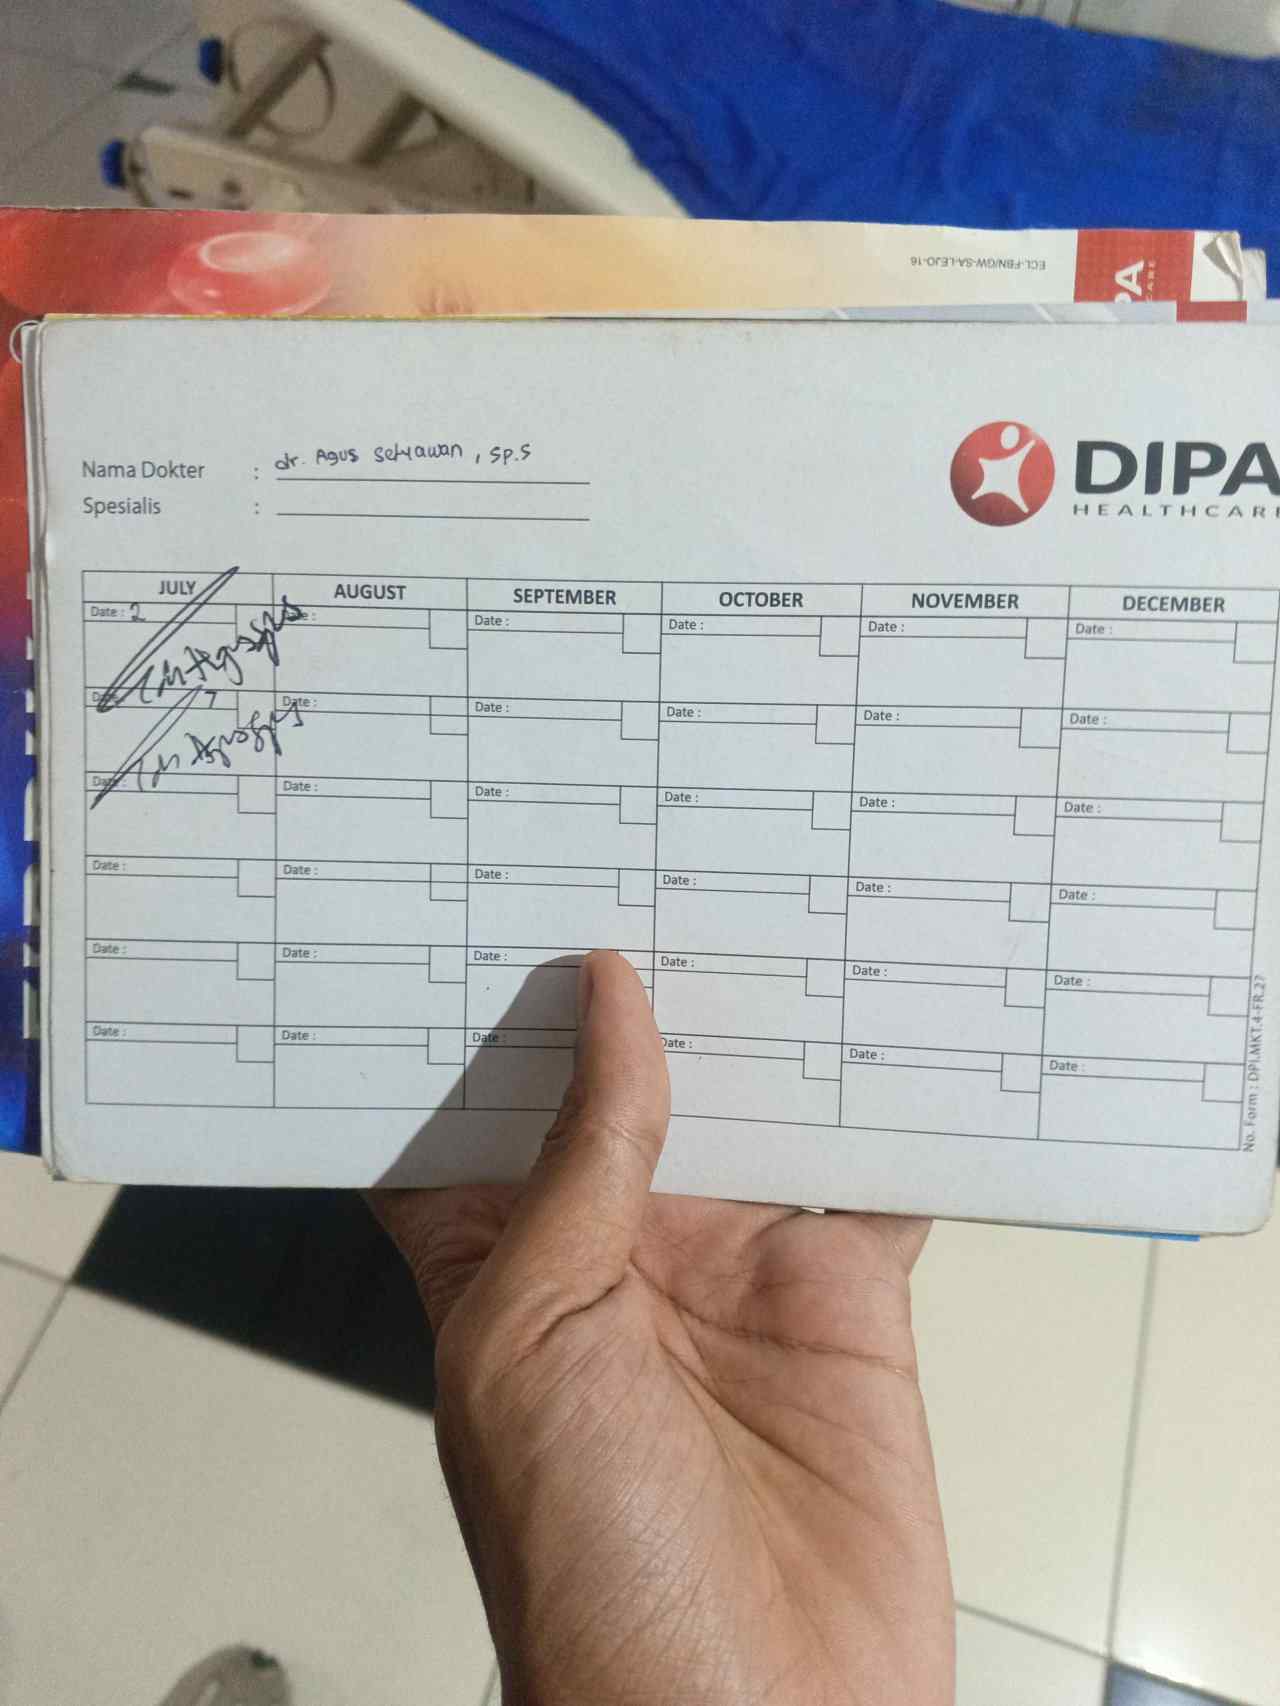 ECL-FBN/GW-SA-LEJO-16
PA
CARE
Nama Dokter : dr. Agus Setyawan, Sp.S
Spesialis :
DIPA
HEALTHCARE
JULY AUGUST SEPTEMBER OCTOBER NOVEMBER DECEMBER
Date : 2 Date : Date : Date : Date : Date :
Date : 7 Date : Date : Date : Date : Date :
Date : Date : Date : Date : Date : Date :
Date : Date : Date : Date : Date : Date :
Date : Date : Date : Date : Date : Date :
Date : Date : Date : Date : Date : Date :
No. Form : DPI.MKT.4-FR.27